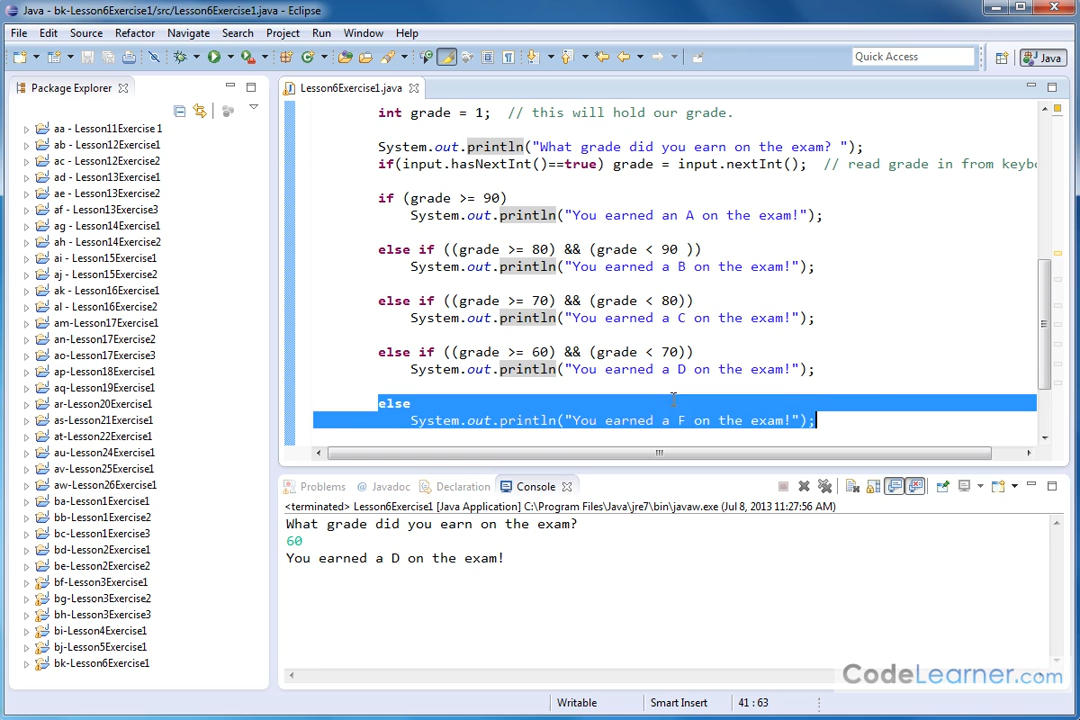 Java - bk-Lesson6Exercise1/src/Lesson6Exercise1.java - Eclipse
File Edit Source Refactor Navigate Search Project Run Window Help
Quick Access Java
Package Explorer
Lesson6Exercise1.java
aa - Lesson11Exercise1
ab - Lesson12Exercise1
ac - Lesson12Exercise2
ad - Lesson13Exercise1
ae - Lesson13Exercise2
af - Lesson13Exercise3
ag - Lesson14Exercise1
ah - Lesson14Exercise2
ai - Lesson15Exercise1
aj - Lesson15Exercise2
ak - Lesson16Exercise1
al - Lesson16Exercise2
am-Lesson17Exercise1
an-Lesson17Exercise2
ao-Lesson17Exercise3
ap-Lesson18Exercise1
aq-Lesson19Exercise1
ar-Lesson20Exercise1
as-Lesson21Exercise1
at-Lesson22Exercise1
au-Lesson24Exercise1
av-Lesson25Exercise1
aw-Lesson26Exercise1
ba-Lesson1Exercise1
bb-Lesson1Exercise2
bc-Lesson1Exercise3
bd-Lesson2Exercise1
be-Lesson2Exercise2
bf-Lesson3Exercise1
bg-Lesson3Exercise2
bh-Lesson3Exercise3
bi-Lesson4Exercise1
bj-Lesson5Exercise1
bk-Lesson6Exercise1
int grade = 1;  // this will hold our grade.
System.out.println("What grade did you earn on the exam? ");
if(input.hasNextInt()==true) grade = input.nextInt();  // read grade in from keybo
if (grade >= 90)
System.out.println("You earned an A on the exam!");
else if ((grade >= 80) && (grade < 90 ))
System.out.println("You earned a B on the exam!");
else if ((grade >= 70) && (grade < 80))
System.out.println("You earned a C on the exam!");
else if ((grade >= 60) && (grade < 70))
System.out.println("You earned a D on the exam!");
else
System.out.println("You earned a F on the exam!");
Problems @ Javadoc Declaration Console
<terminated> Lesson6Exercise1 [Java Application] C:\Program Files\Java\jre7\bin\javaw.exe (Jul 8, 2013 11:27:56 AM)
What grade did you earn on the exam?
60
You earned a D on the exam!
CodeLearner.com
Writable Smart Insert 41 : 63